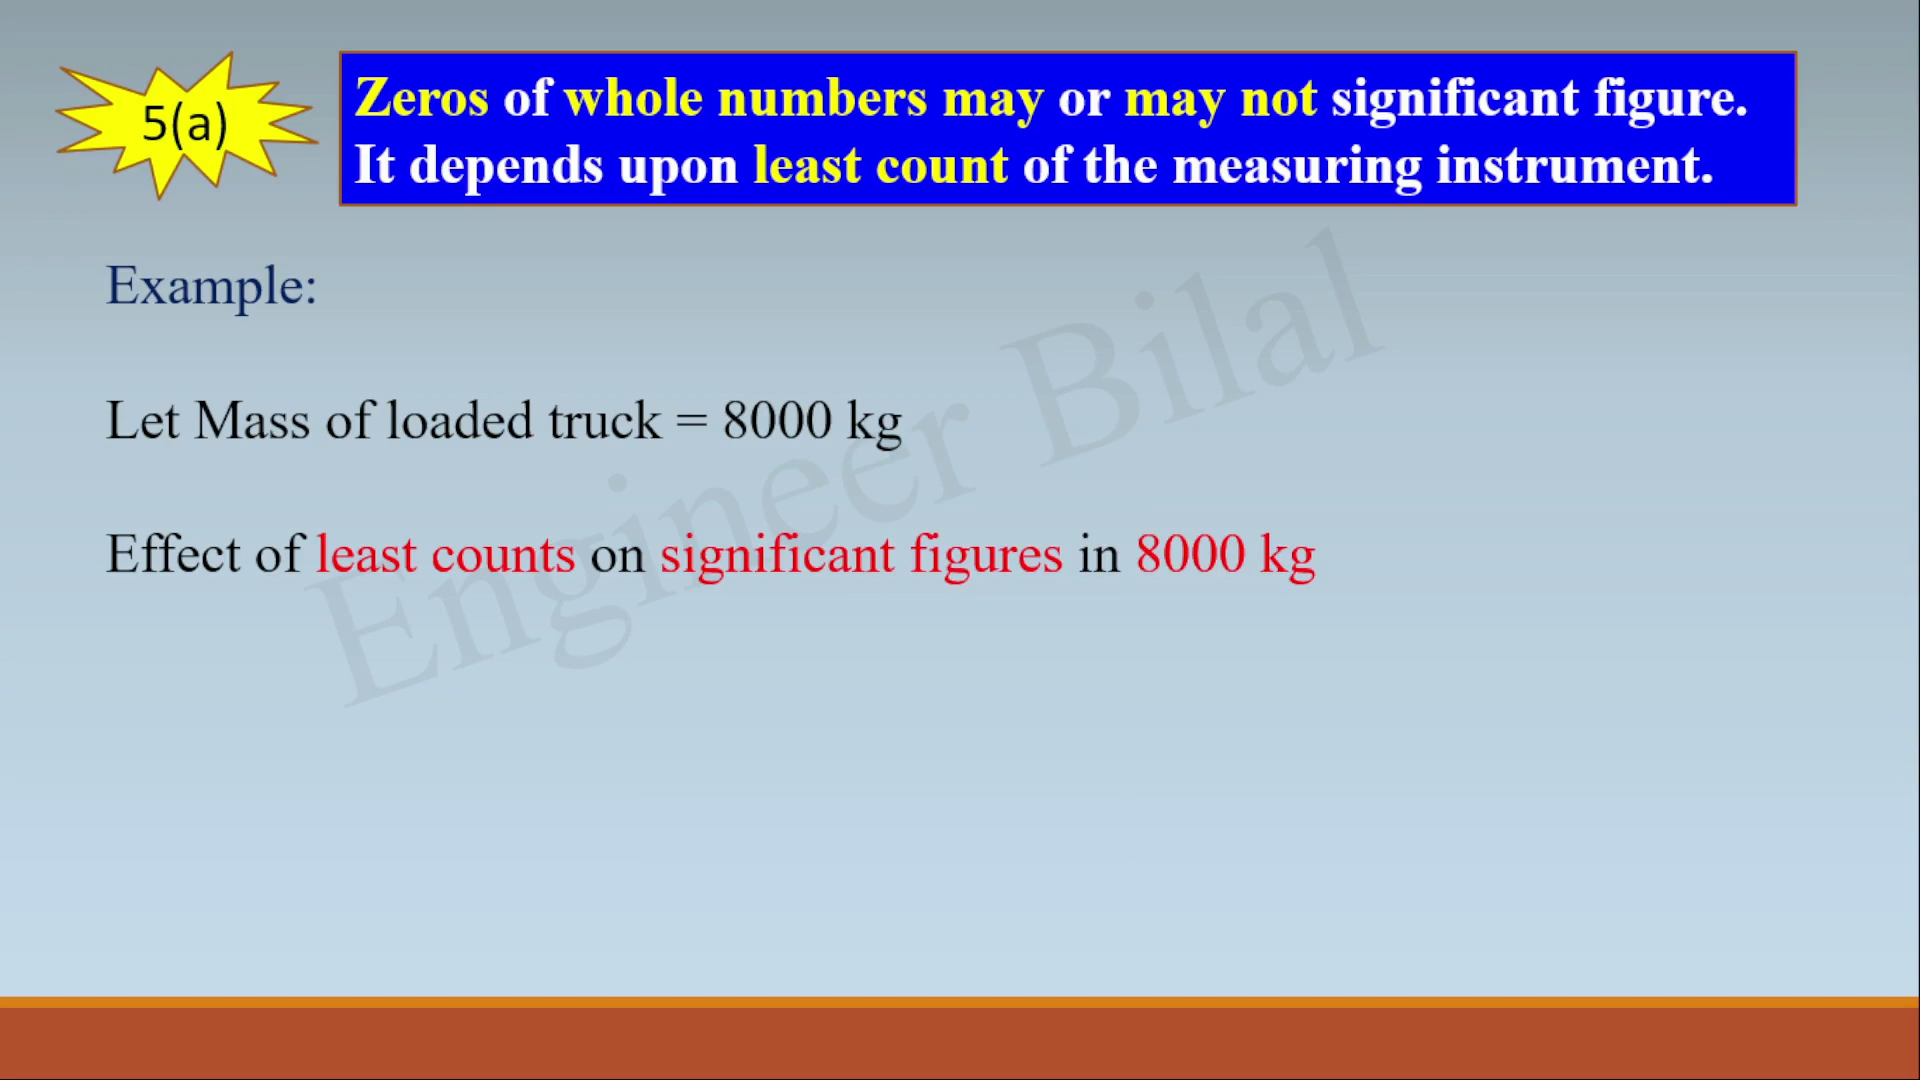 5(a)
Zeros of whole numbers may or may not significant figure.
It depends upon least count of the measuring instrument.
Example:
Let Mass of loaded truck = 8000 kg
Effect of least counts on significant figures in 8000 kg
Engineer Bilal